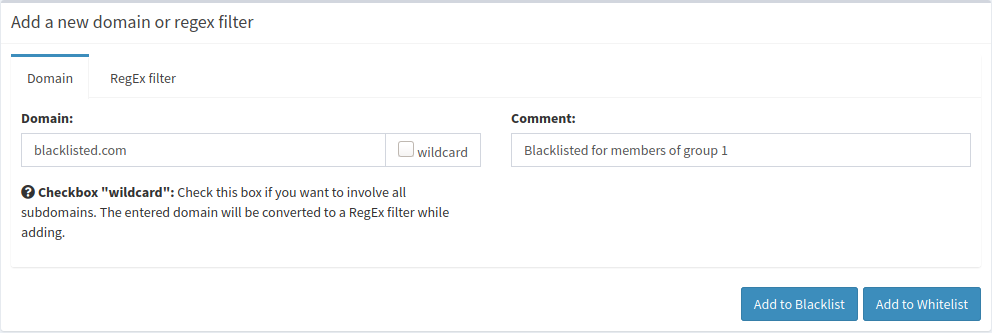 Add a new domain or regex filter
Domain
RegEx filter
Domain:
Comment:
blacklisted.com
wildcard
Blacklisted for members of group 1
Checkbox "wildcard": Check this box if you want to involve all
subdomains. The entered domain will be converted to a RegEx filter while
adding.
Add to Blacklist
Add to Whitelist